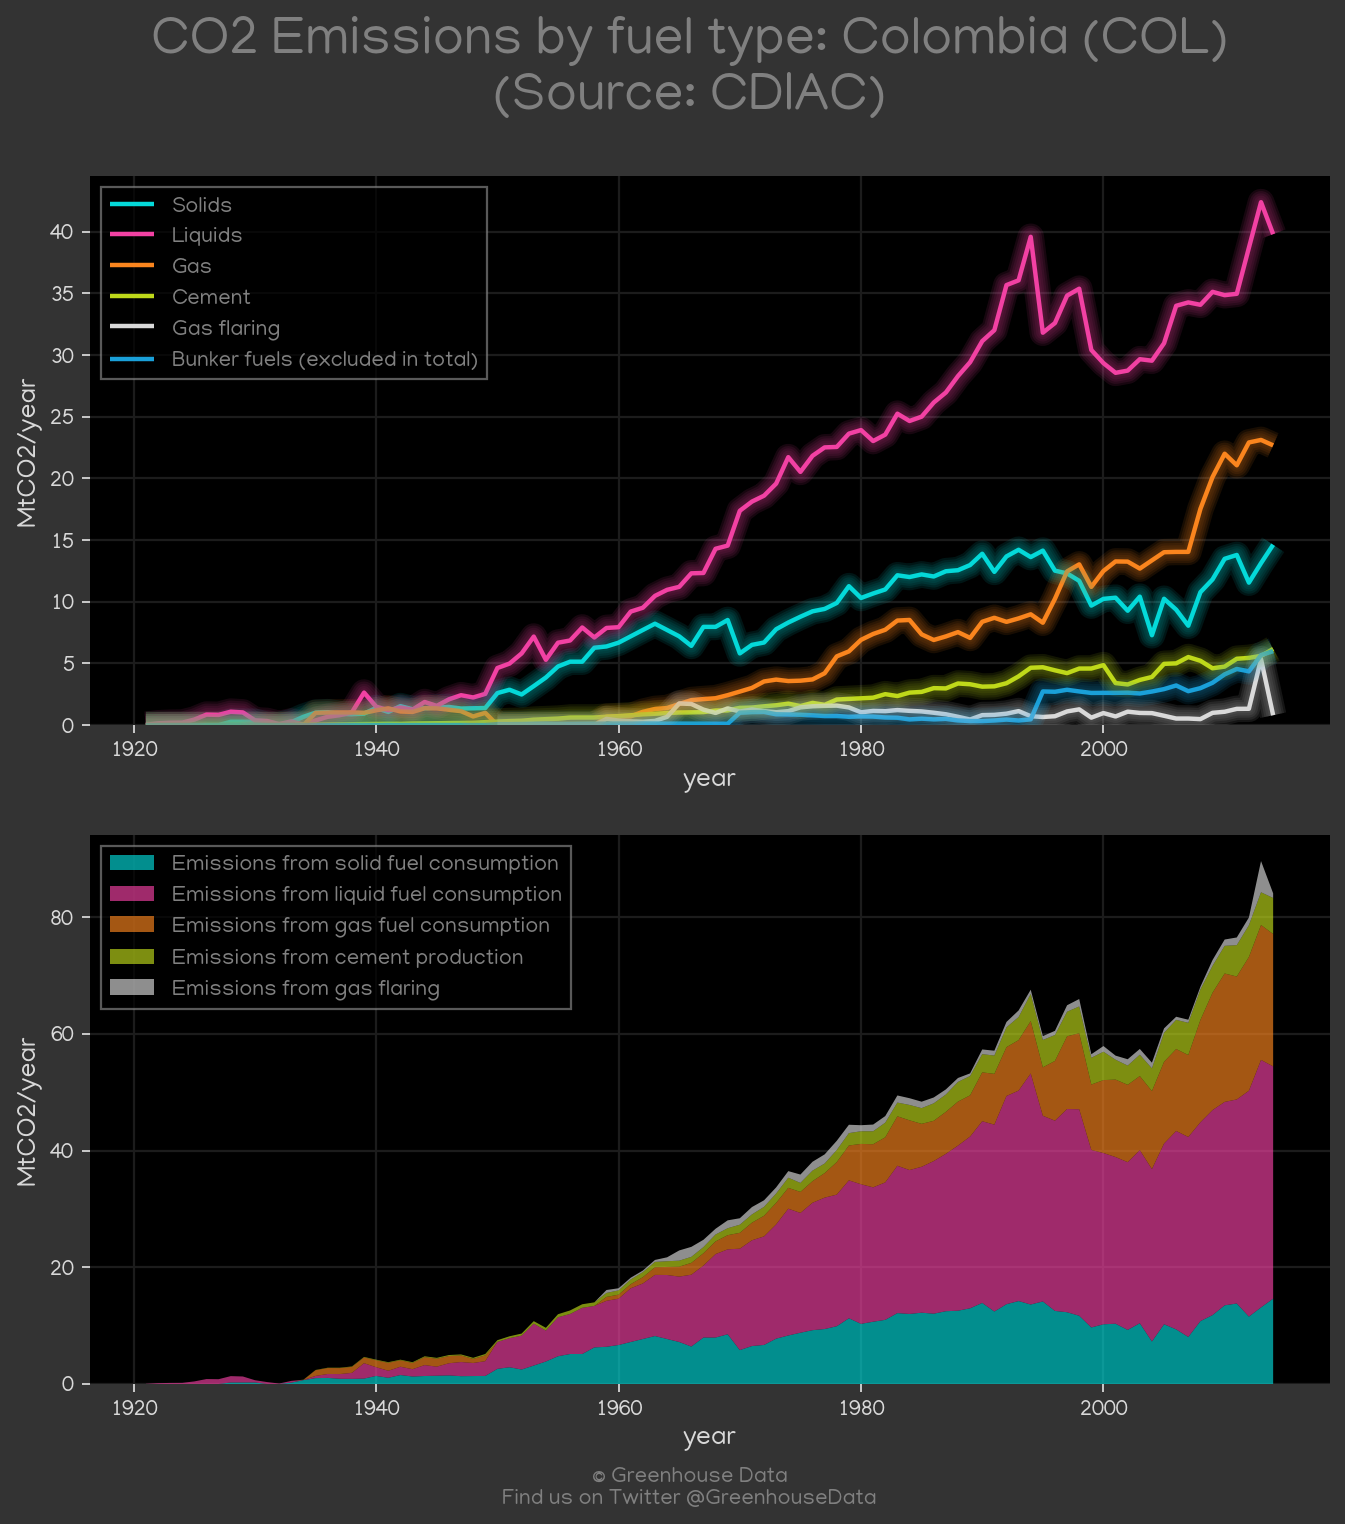 CO2 Emissions by fuel type: Colombia (COL)
(Source: CDIAC)
Solids
Liquids
Gas
Cement
Gas flaring
Bunker fuels (excluded in total)
40
35
30
25
20
15
10
5
0
MtCO2/year
1920 1940 1960 1980 2000
year
Emissions from solid fuel consumption
Emissions from liquid fuel consumption
Emissions from gas fuel consumption
Emissions from cement production
Emissions from gas flaring
80
60
40
20
0
MtCO2/year
1920 1940 1960 1980 2000
year
© Greenhouse Data
Find us on Twitter @GreenhouseData